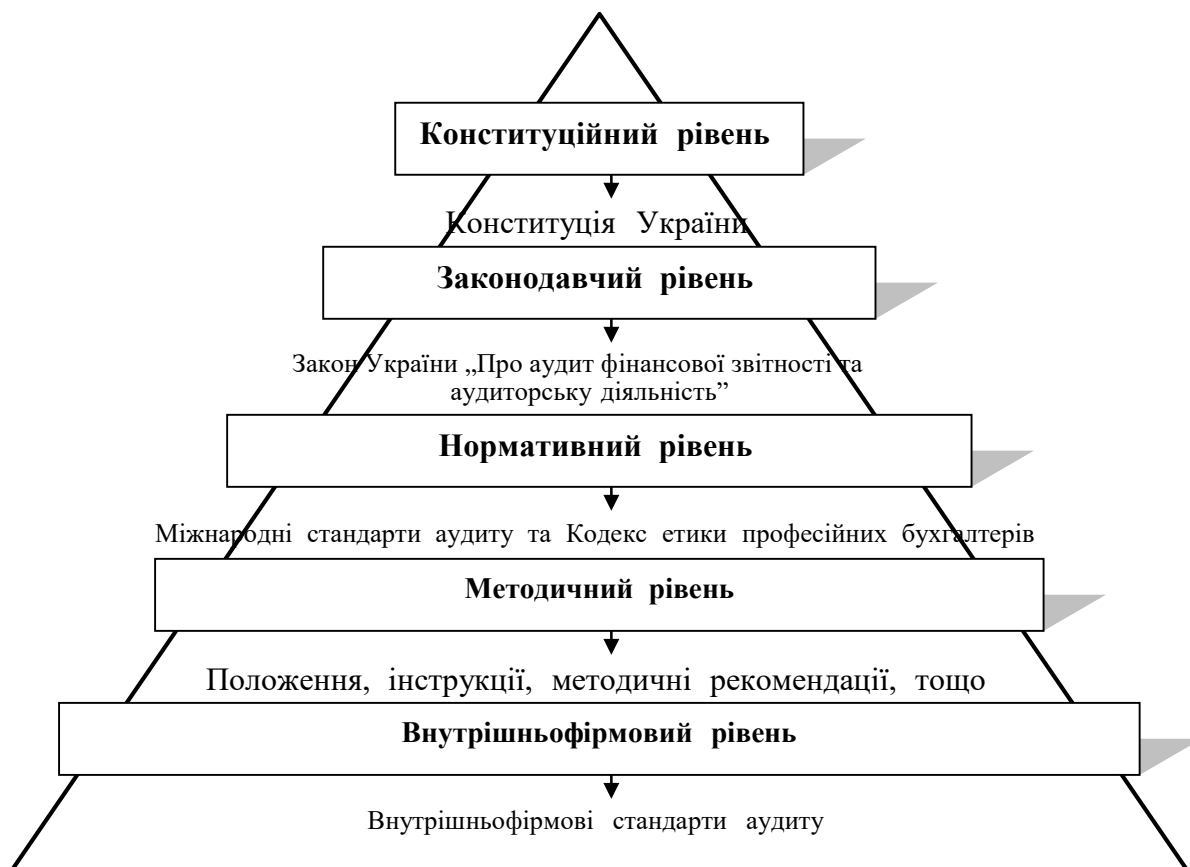 Конституційний рівень
Конституція України
Законодавчий рівень
Закон України „Про аудит фінансової звітності та
аудиторську діяльність”
Нормативний рівень
Міжнародні стандарти аудиту та Кодекс етики професійних бухгалтерів
Методичний рівень
Положення, інструкції, методичні рекомендації, тощо
Внутрішньофірмовий рівень
Внутрішньофірмові стандарти аудиту